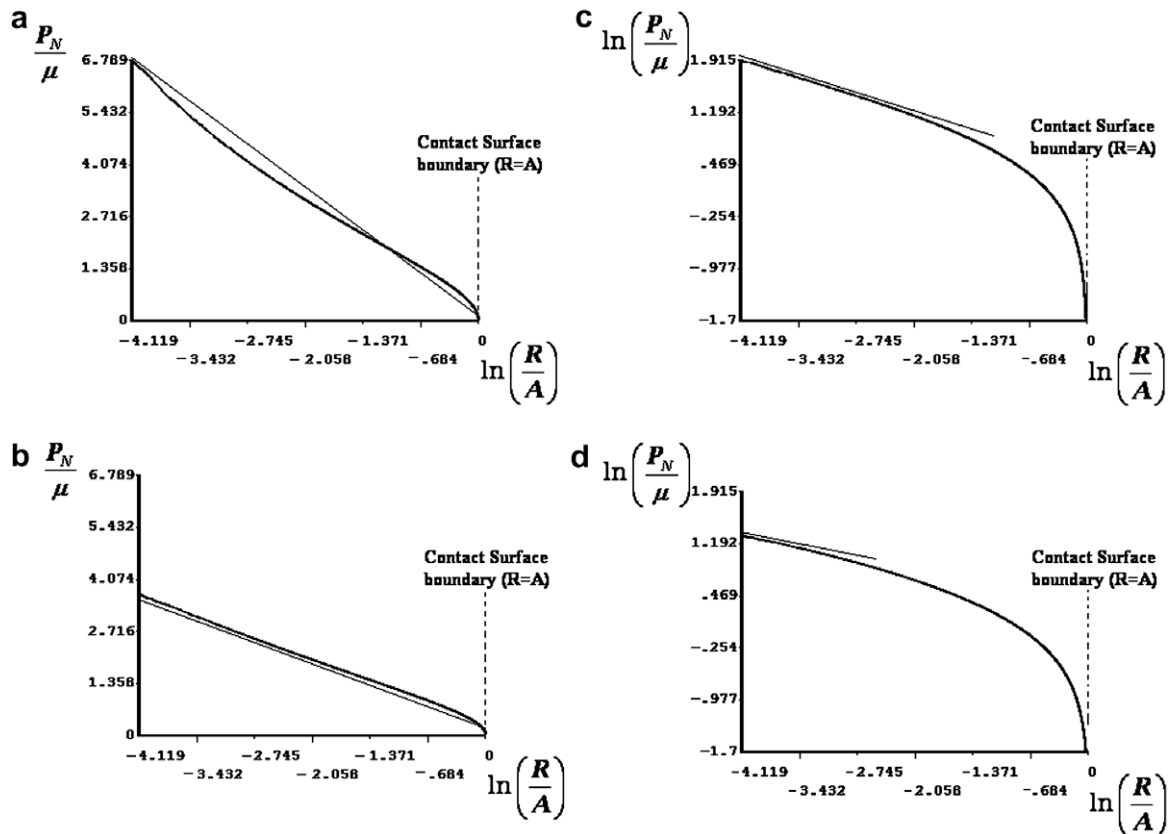 a
P_N/μ
6.789
5.432
4.074
2.716
1.358
0
Contact Surface
boundary (R=A)
-4.119 -2.745 -1.371 0
-3.432 -2.058 -.684
ln(R/A)
c
ln(P_N/μ)
1.915
1.192
.469
-.254
-.977
-1.7
Contact Surface
boundary (R=A)
-4.119 -2.745 -1.371 0
-3.432 -2.058 -.684
ln(R/A)
b
P_N/μ
6.789
5.432
4.074
2.716
1.358
0
Contact Surface
boundary (R=A)
-4.119 -2.745 -1.371 0
-3.432 -2.058 -.684
ln(R/A)
d
ln(P_N/μ)
1.915
1.192
.469
-.254
-.977
-1.7
Contact Surface
boundary (R=A)
-4.119 -2.745 -1.371 0
-3.432 -2.058 -.684
ln(R/A)